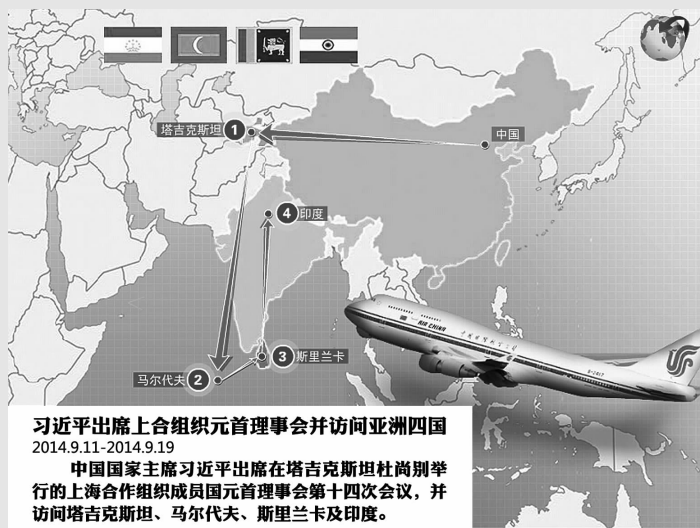 塔吉克斯坦 1
中国
4 印度
3 斯里兰卡
马尔代夫 2
AIR CHINA
习近平出席上合组织元首理事会并访问亚洲四国
2014.9.11-2014.9.19
中国国家主席习近平出席在塔吉克斯坦杜尚别举
行的上海合作组织成员国元首理事会第十四次会议，并
访问塔吉克斯坦、马尔代夫、斯里兰卡及印度。